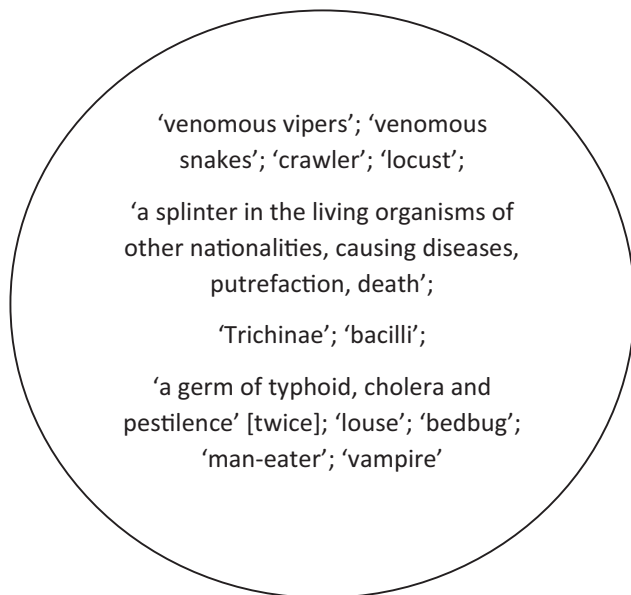 ‘venomous vipers’; ‘venomous
snakes’; ‘crawler’; ‘locust’;
‘a splinter in the living organisms of
other nationalities, causing diseases,
putrefaction, death’;
‘Trichinae’; ‘bacilli’;
‘a germ of typhoid, cholera and
pestilence’ [twice]; ‘louse’; ‘bedbug’;
‘man-eater’; ‘vampire’